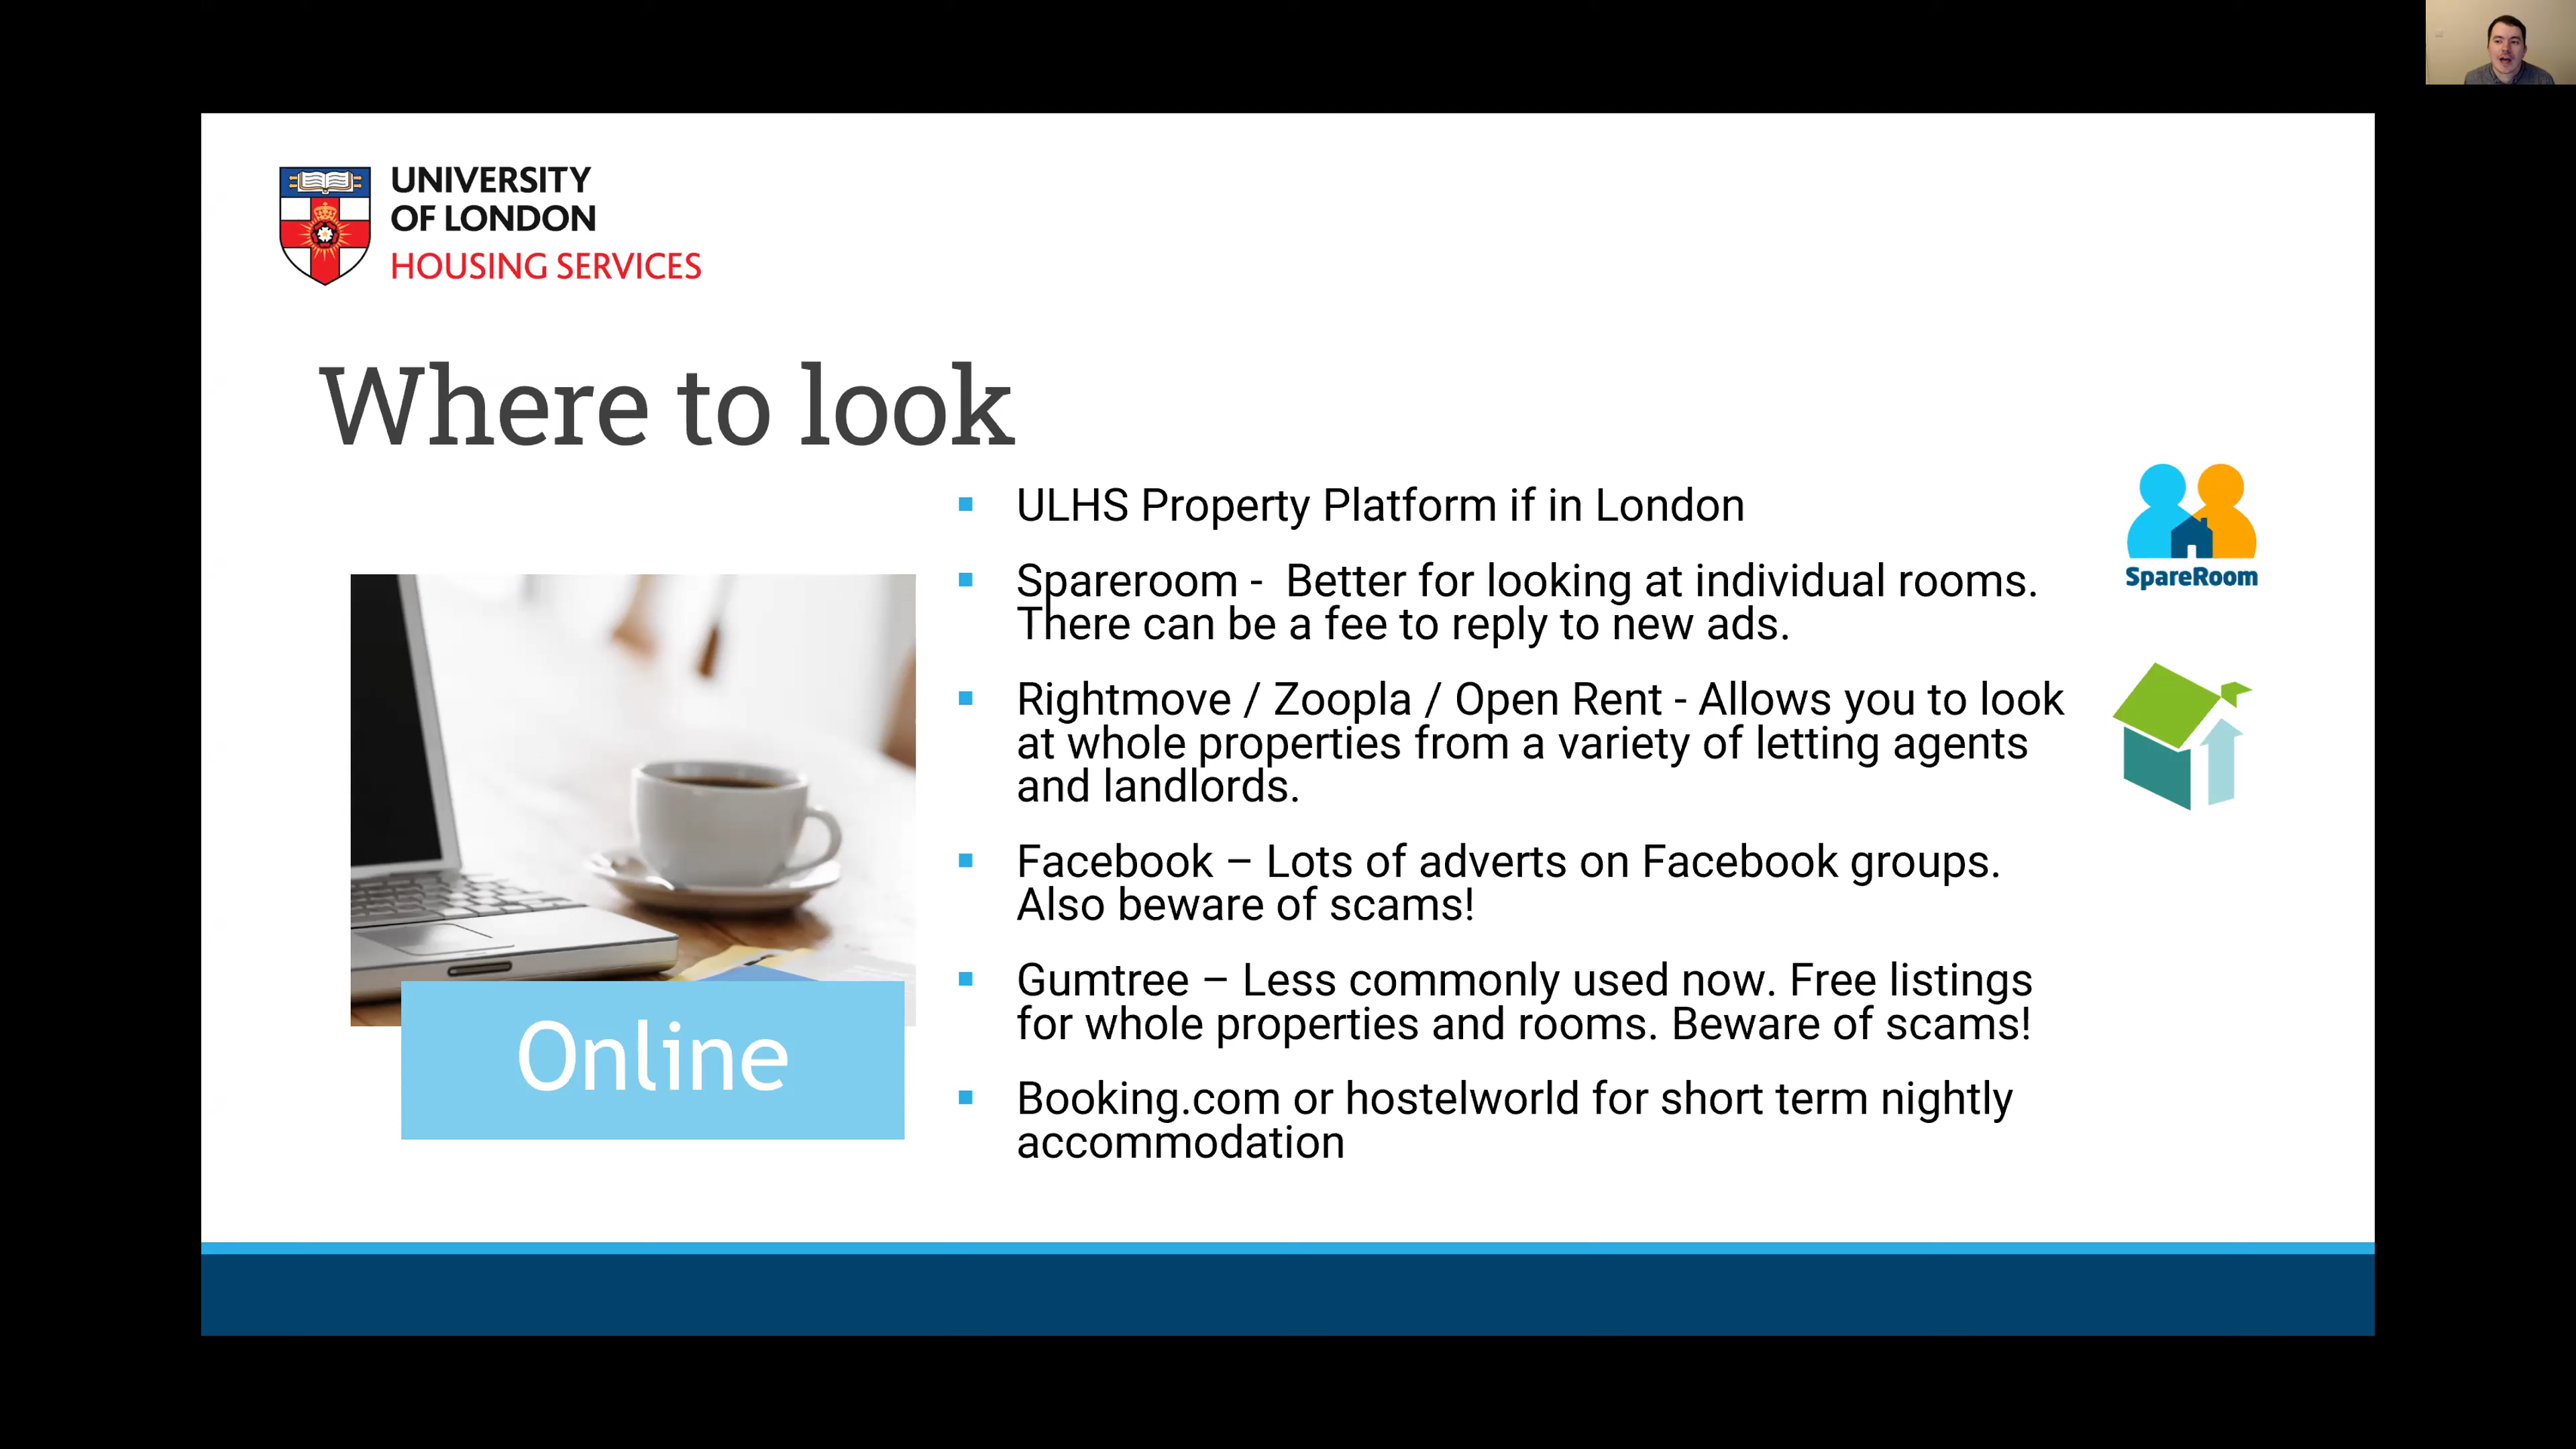 UNIVERSITY
OF LONDON
HOUSING SERVICES
Where to look
ULHS Property Platform if in London
Spareroom -  Better for looking at individual rooms.
There can be a fee to reply to new ads.
SpareRoom
Rightmove / Zoopla / Open Rent - Allows you to look
at whole properties from a variety of letting agents
and landlords.
Facebook – Lots of adverts on Facebook groups.
Also beware of scams!
Gumtree – Less commonly used now. Free listings
for whole properties and rooms. Beware of scams!
Booking.com or hostelworld for short term nightly
accommodation
Online